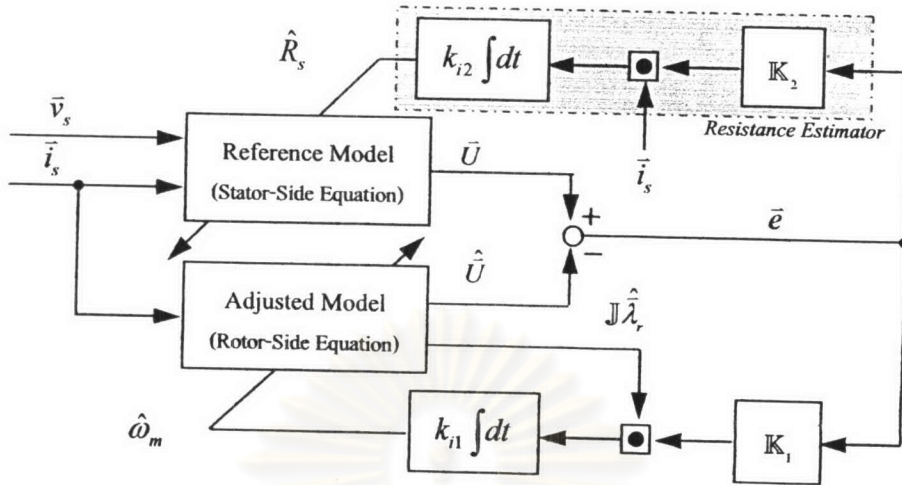 R̂ₛ
kᵢ₂ ∫dt
𝕂₂
Resistance Estimator
v̄ₛ
īₛ
Reference Model
(Stator-Side Equation)
Ū
īₛ
+
−
ē
Adjusted Model
(Rotor-Side Equation)
Ū̂
𝕁 λ̄̂ᵣ
ω̂ₘ
kᵢ₁ ∫dt
𝕂₁